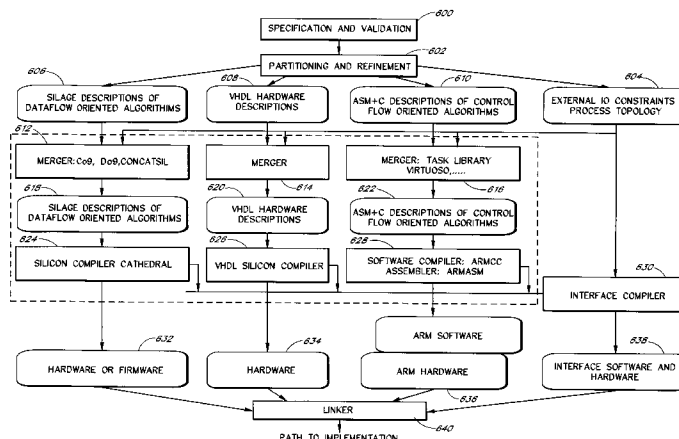 600
SPECIFICATION AND VALIDATION
602
PARTITIONING AND REFINEMENT
606
608
610
604
SILAGE DESCRIPTIONS OF
DATAFLOW ORIENTED ALGORITHIMS
VHDL HARDWARE
DESCRIPTIONS
ASM+C DESCRIPTIONS OF CONTROL
FLOW ORIENTED ALGORITHMS
EXTERNAL IO CONSTRAINTS
PROCESS TOPOLOGY
612
MERGER:Co9, Do9,CONCATSIL
MERGER
614
MERGER: TASK LIBRARY
VIRTUOSO,.....
616
618
620
622
SILAGE DESCRIPTIONS OF
DATAFLOW ORIENTED ALGORITHMS
VHDL HARDWARE
DESCRIPTIONS
ASM+C DESCRIPTIONS OF CONTROL
FLOW ORIENTED ALGORITHMS
624
626
628
SILICON COMPILER CATHEDRAL
VHDL SILICON COMPILER
SOFTWARE COMPILER: ARMCC
ASSEMBLER: ARMASM
630
INTERFACE COMPILER
ARM SOFTWARE
632
634
638
HARDWARE OR FIRMWARE
HARDWARE
ARM HARDWARE
636
INTERFACE SOFTWARE AND
HARDWARE
LINKER
640
PATH TO IMPLEMENTATION